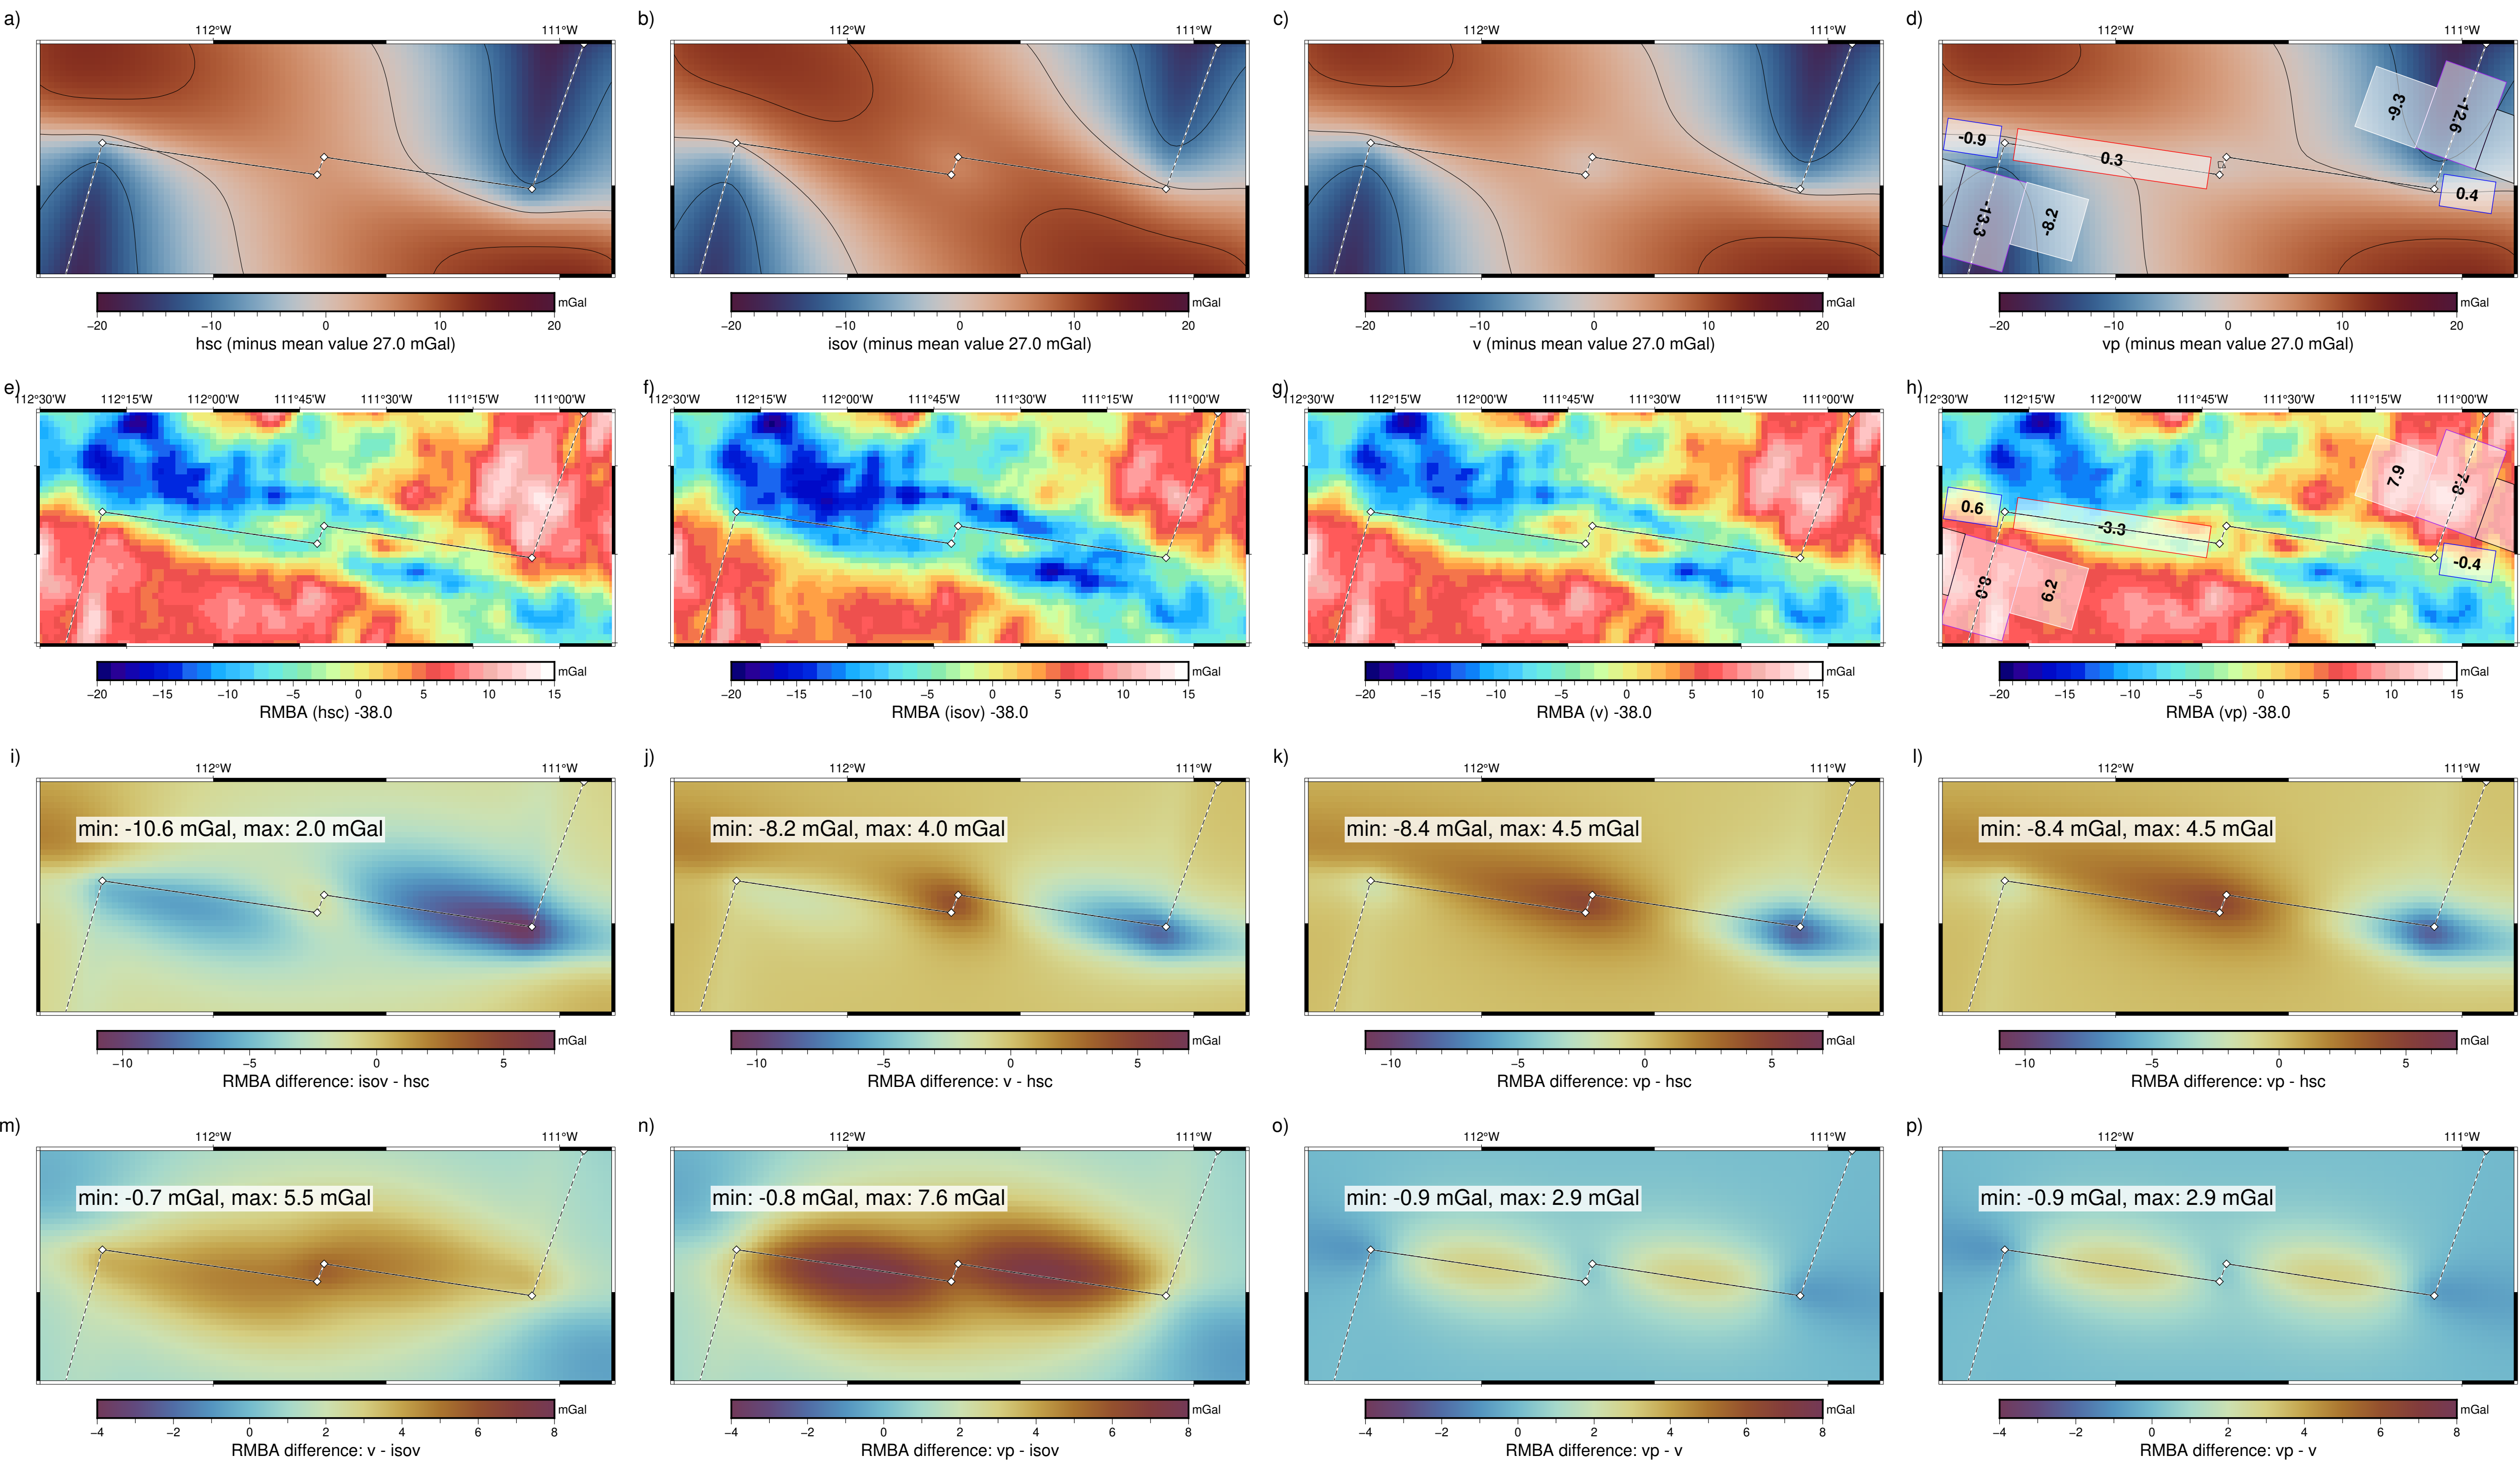 a) b) c) d)
112°W 111°W 112°W 111°W 112°W 111°W 112°W 111°W
-9.3 -12.6
-0.9 0.3
0.4
-13.3 -8.2
mGal mGal mGal mGal
−20 −10 0 10 20 −20 −10 0 10 20 −20 −10 0 10 20 −20 −10 0 10 20
hsc (minus mean value 27.0 mGal) isov (minus mean value 27.0 mGal) v (minus mean value 27.0 mGal) vp (minus mean value 27.0 mGal)
e) f) g) h)
112°30'W 112°15'W 112°00'W 111°45'W 111°30'W 111°15'W 111°00'W 112°30'W 112°15'W 112°00'W 111°45'W 111°30'W 111°15'W 111°00'W 112°30'W 112°15'W 112°00'W 111°45'W 111°30'W 111°15'W 111°00'W 112°30'W 112°15'W 112°00'W 111°45'W 111°30'W 111°15'W 111°00'W
7.9 7.8
0.6 -3.3
-0.4
8.0 6.2
mGal mGal mGal mGal
−20 −15 −10 −5 0 5 10 15 −20 −15 −10 −5 0 5 10 15 −20 −15 −10 −5 0 5 10 15 −20 −15 −10 −5 0 5 10 15
RMBA (hsc) -38.0 RMBA (isov) -38.0 RMBA (v) -38.0 RMBA (vp) -38.0
i) j) k) l)
112°W 111°W 112°W 111°W 112°W 111°W 112°W 111°W
min: -10.6 mGal, max: 2.0 mGal min: -8.2 mGal, max: 4.0 mGal min: -8.4 mGal, max: 4.5 mGal min: -8.4 mGal, max: 4.5 mGal
mGal mGal mGal mGal
−10 −5 0 5 −10 −5 0 5 −10 −5 0 5 −10 −5 0 5
RMBA difference: isov - hsc RMBA difference: v - hsc RMBA difference: vp - hsc RMBA difference: vp - hsc
m) n) o) p)
112°W 111°W 112°W 111°W 112°W 111°W 112°W 111°W
min: -0.7 mGal, max: 5.5 mGal min: -0.8 mGal, max: 7.6 mGal min: -0.9 mGal, max: 2.9 mGal min: -0.9 mGal, max: 2.9 mGal
mGal mGal mGal mGal
−4 −2 0 2 4 6 8 −4 −2 0 2 4 6 8 −4 −2 0 2 4 6 8 −4 −2 0 2 4 6 8
RMBA difference: v - isov RMBA difference: vp - isov RMBA difference: vp - v RMBA difference: vp - v